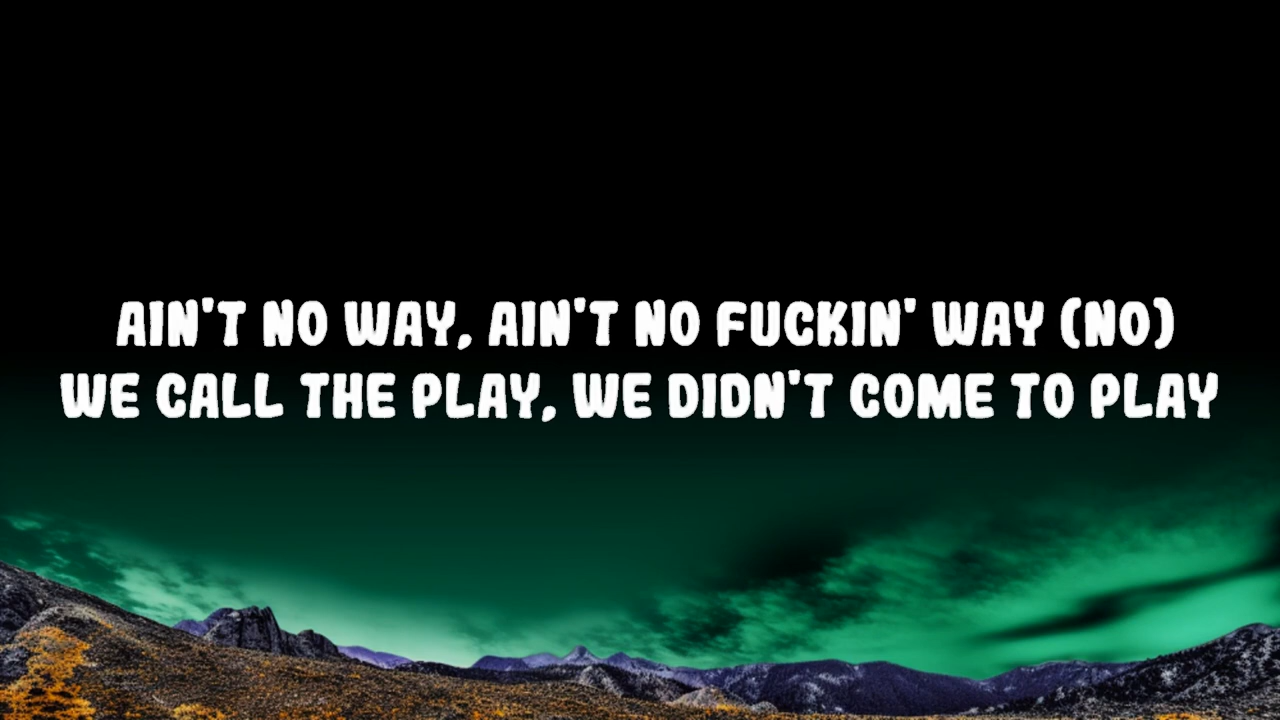 AIN'T NO WAY, AIN'T NO FUCKIN' WAY (NO)
WE CALL THE PLAY, WE DIDN'T COME TO PLAY